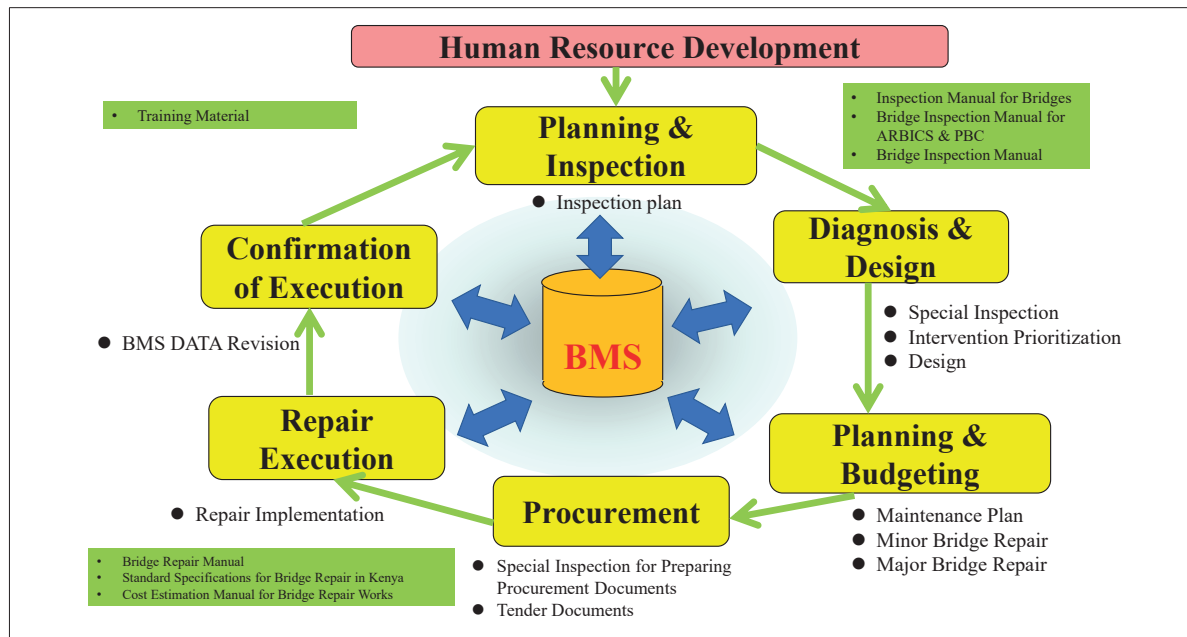 Human Resource Development
• Training Material
• Inspection Manual for Bridges
• Bridge Inspection Manual for
ARBICS & PBC
• Bridge Inspection Manual
Planning &
Inspection
● Inspection plan
Diagnosis &
Design
● Special Inspection
● Intervention Prioritization
● Design
Planning &
Budgeting
● Maintenance Plan
● Minor Bridge Repair
● Major Bridge Repair
Procurement
● Special Inspection for Preparing
Procurement Documents
● Tender Documents
Repair
Execution
● Repair Implementation
• Bridge Repair Manual
• Standard Specifications for Bridge Repair in Kenya
• Cost Estimation Manual for Bridge Repair Works
Confirmation
of Execution
● BMS DATA Revision
BMS